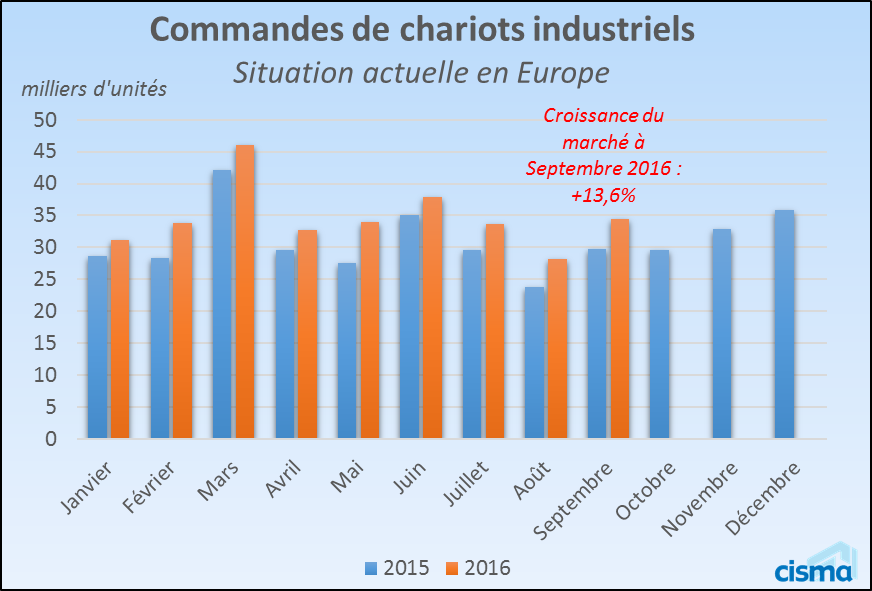 Commandes de chariots industriels
Situation actuelle en Europe
milliers d'unités
Croissance du
marché à
Septembre 2016 :
+13,6%
50
45
40
35
30
25
20
15
10
5
0
Janvier
Février
Mars
Avril
Mai
Juin
Juillet
Août
Septembre
Octobre
Novembre
Décembre
2015
2016
cisma